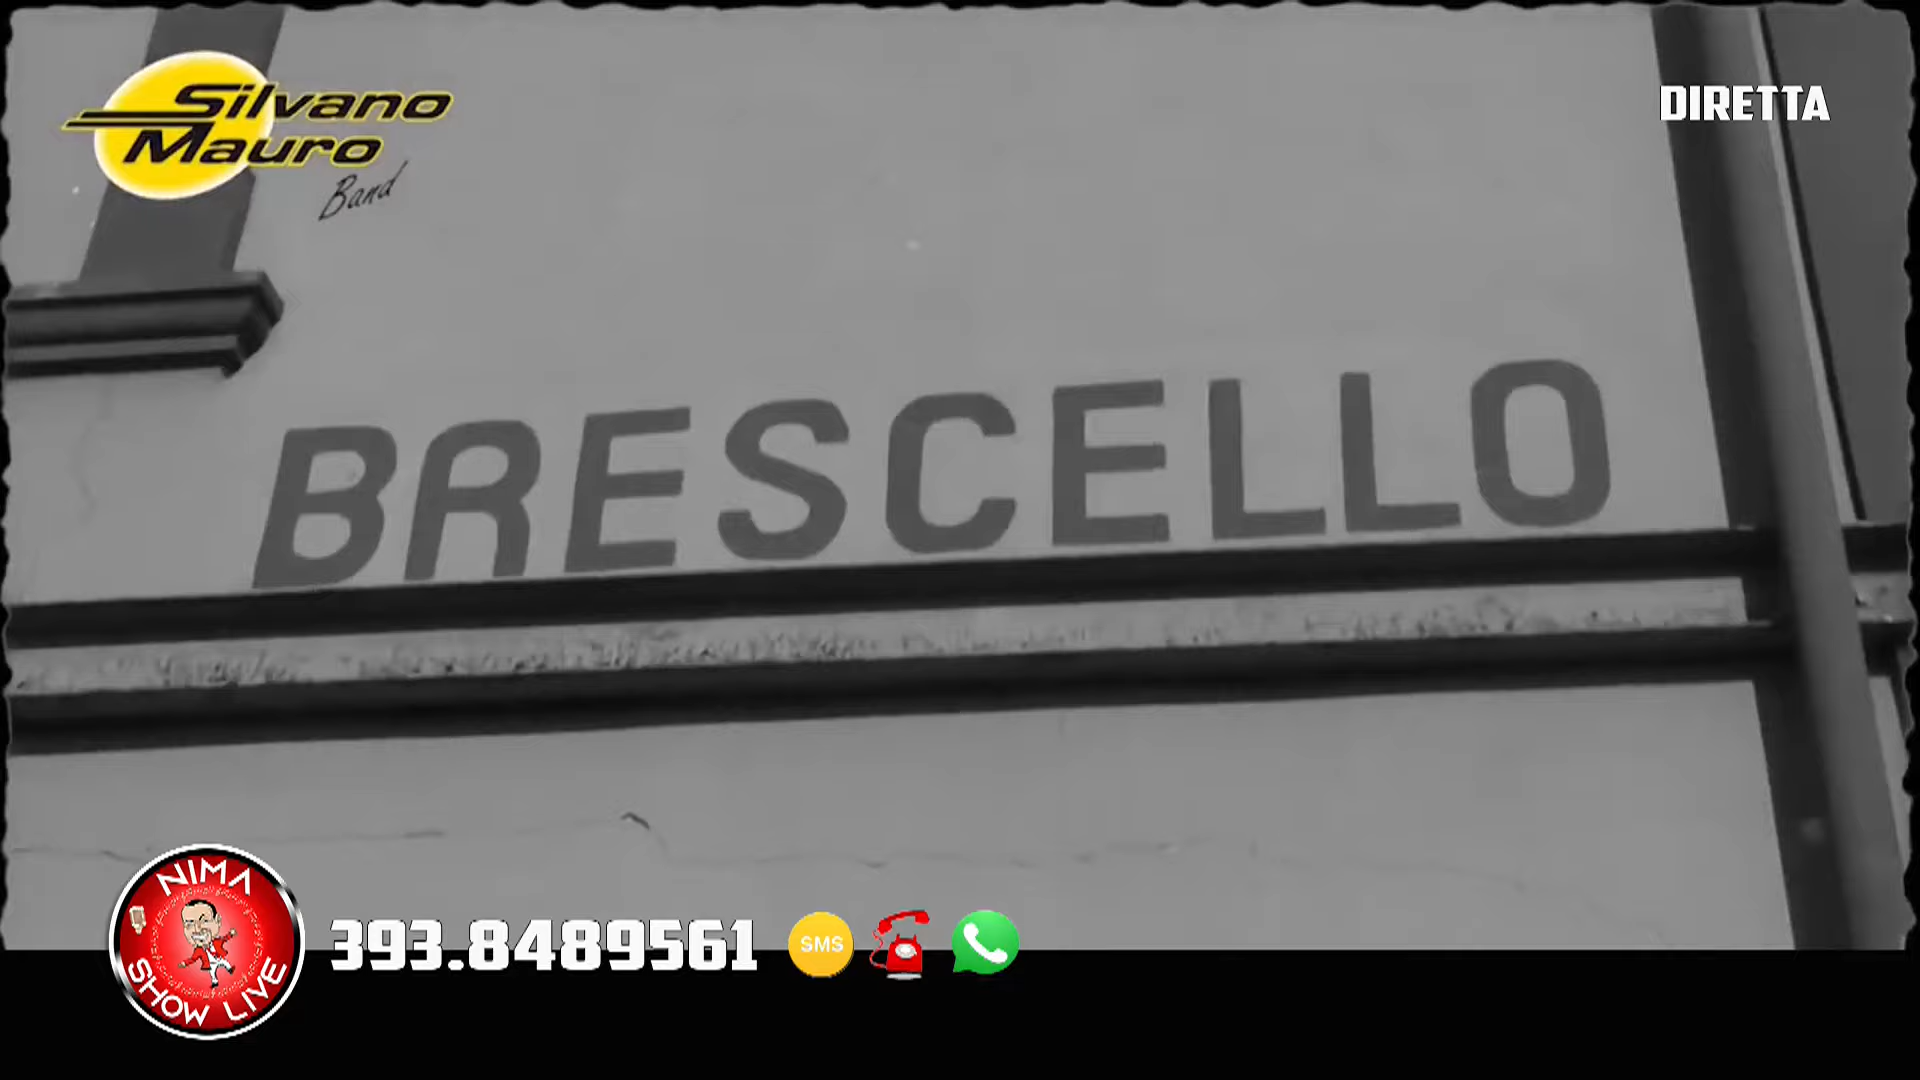 Silvano
Mauro
Band
DIRETTA
BRESCELLO
NIMA
SHOW LIVE
393.8489561
SMS